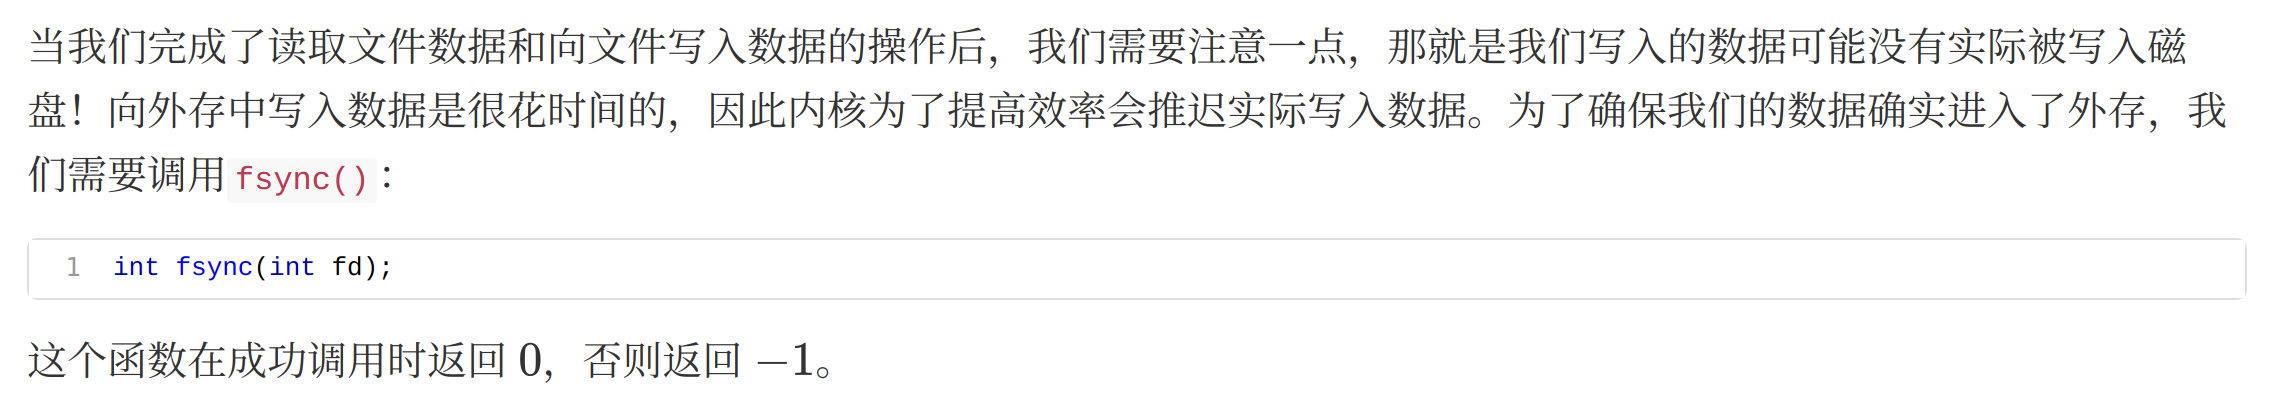 当我们完成了读取文件数据和向文件写入数据的操作后，我们需要注意一点，那就是我们写入的数据可能没有实际被写入磁
盘！向外存中写入数据是很花时间的，因此内核为了提高效率会推迟实际写入数据。为了确保我们的数据确实进入了外存，我
们需要调用fsync()：
1 int fsync(int fd);
这个函数在成功调用时返回 0，否则返回 −1。